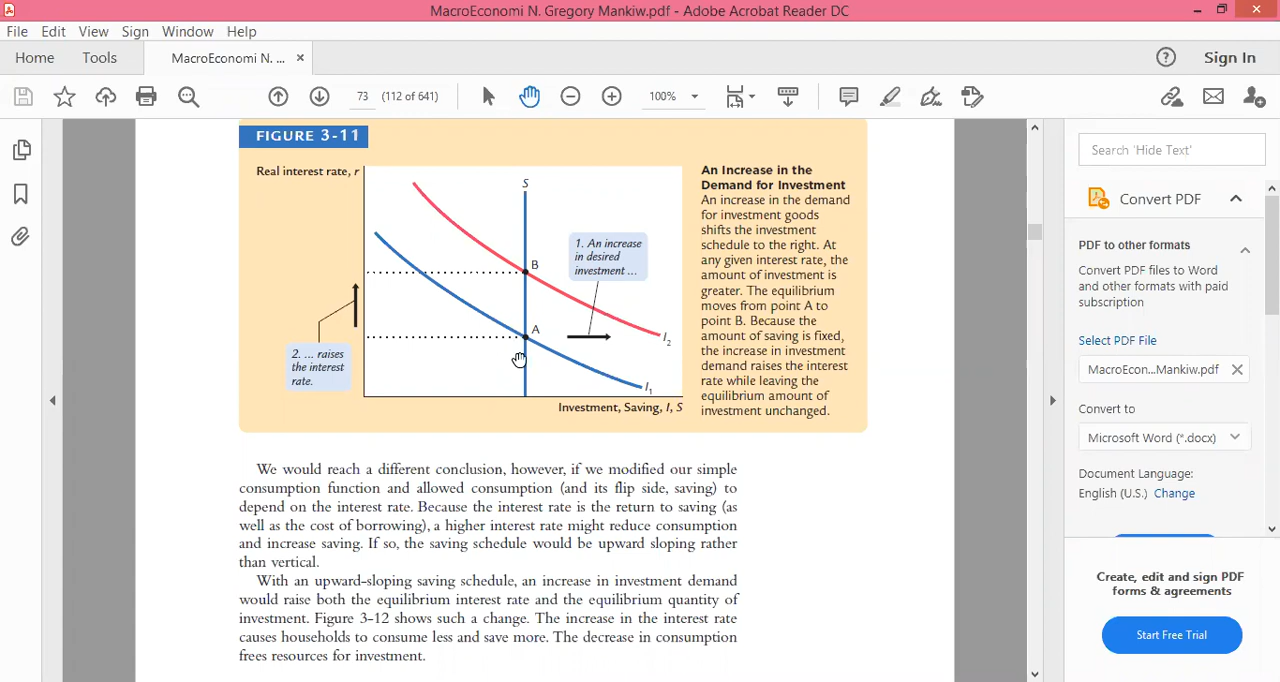 MacroEconomi N. Gregory Mankiw.pdf - Adobe Acrobat Reader DC
File Edit View Sign Window Help
Home Tools MacroEconomi N. ... × Sign In
73 (112 of 641) 100%
FIGURE 3-11
Real interest rate, r
S
B
A
I2
I1
1. An increase
in desired
investment ...
2. ... raises
the interest
rate.
Investment, Saving, I, S
An Increase in the
Demand for Investment
An increase in the demand
for investment goods
shifts the investment
schedule to the right. At
any given interest rate, the
amount of investment is
greater. The equilibrium
moves from point A to
point B. Because the
amount of saving is fixed,
the increase in investment
demand raises the interest
rate while leaving the
equilibrium amount of
investment unchanged.
We would reach a different conclusion, however, if we modified our simple
consumption function and allowed consumption (and its flip side, saving) to
depend on the interest rate. Because the interest rate is the return to saving (as
well as the cost of borrowing), a higher interest rate might reduce consumption
and increase saving. If so, the saving schedule would be upward sloping rather
than vertical.
With an upward-sloping saving schedule, an increase in investment demand
would raise both the equilibrium interest rate and the equilibrium quantity of
investment. Figure 3-12 shows such a change. The increase in the interest rate
causes households to consume less and save more. The decrease in consumption
frees resources for investment.
Search 'Hide Text'
Convert PDF
PDF to other formats
Convert PDF files to Word
and other formats with paid
subscription
Select PDF File
MacroEcon...Mankiw.pdf
Convert to
Microsoft Word (*.docx)
Document Language:
English (U.S.) Change
Create, edit and sign PDF
forms & agreements
Start Free Trial